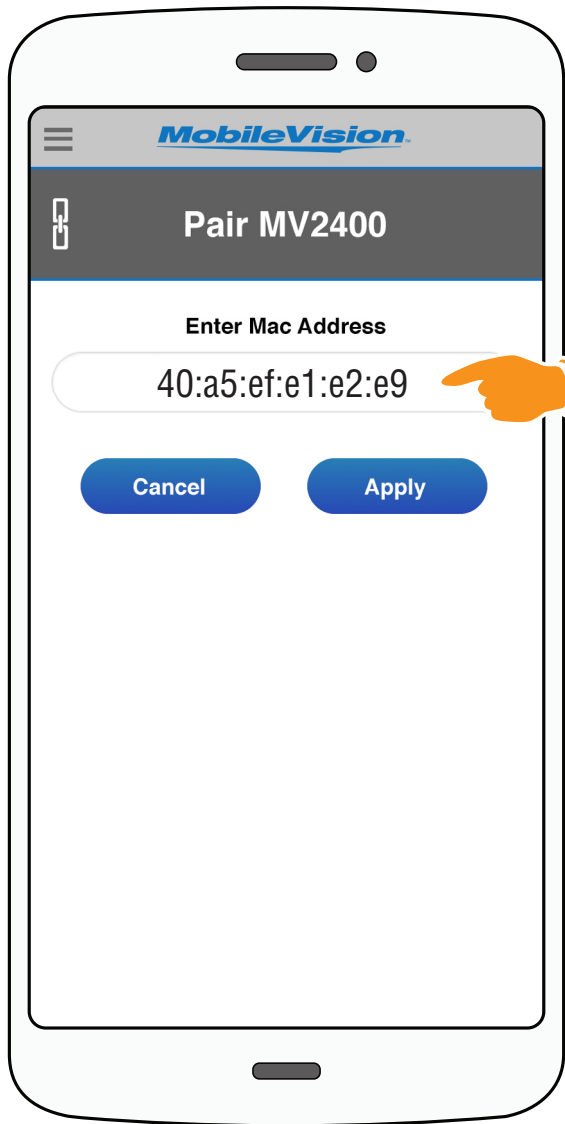 MobileVision
Pair MV2400
Enter Mac Address
40:a5:ef:e1:e2:e9
Cancel Apply